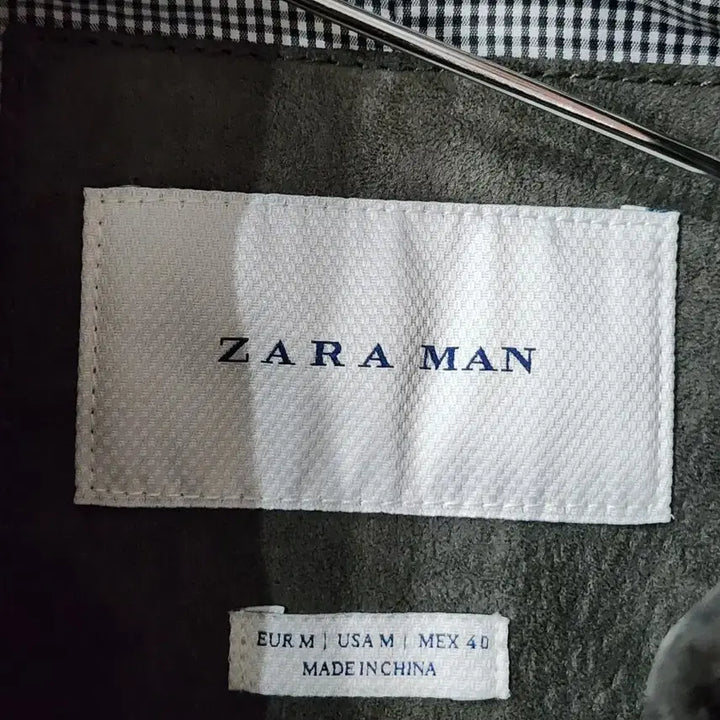 ZARA MAN
EUR M | USA M | MEX 40
MADE IN CHINA